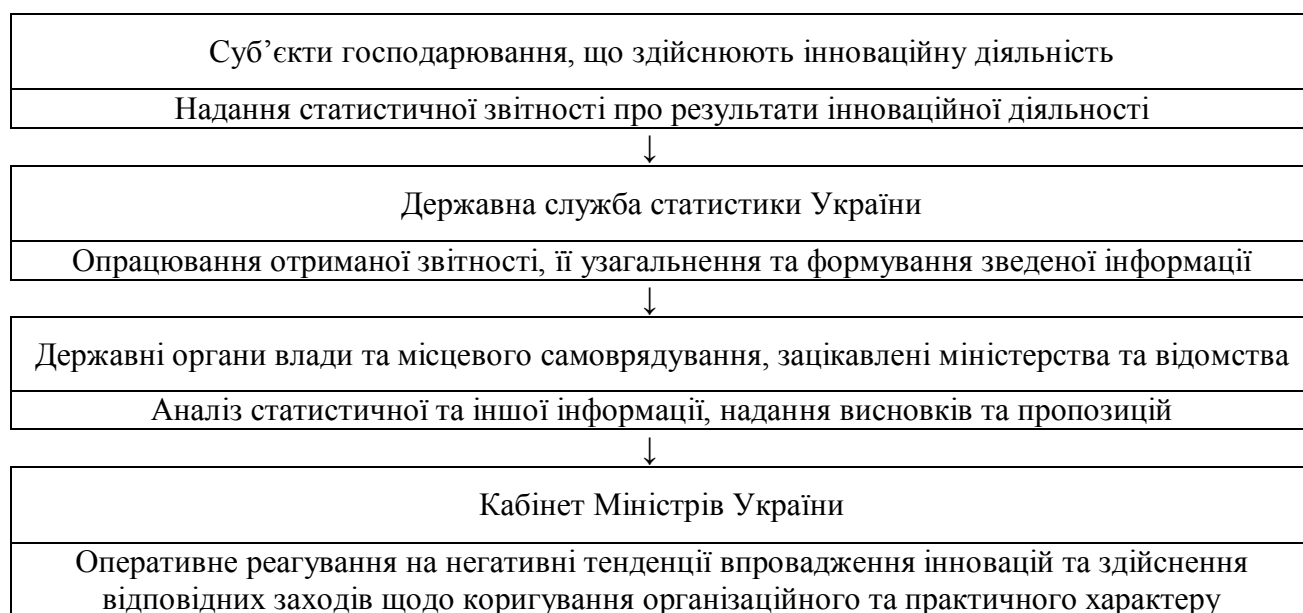 Суб’єкти господарювання, що здійснюють інноваційну діяльність
Надання статистичної звітності про результати інноваційної діяльності
↓
Державна служба статистики України
Опрацювання отриманої звітності, її узагальнення та формування зведеної інформації
↓
Державні органи влади та місцевого самоврядування, зацікавлені міністерства та відомства
Аналіз статистичної та іншої інформації, надання висновків та пропозицій
↓
Кабінет Міністрів України
Оперативне реагування на негативні тенденції впровадження інновацій та здійснення
відповідних заходів щодо коригування організаційного та практичного характеру